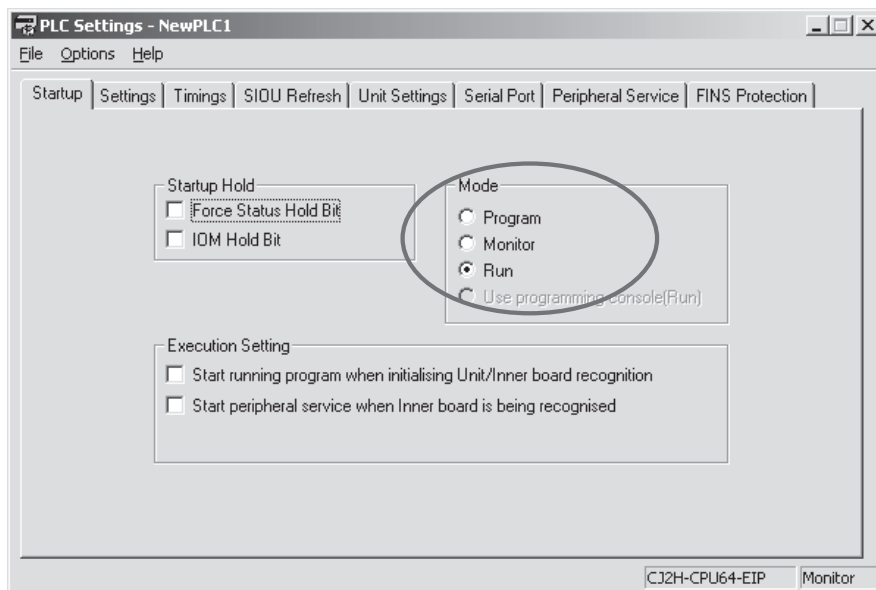 PLC Settings - NewPLC1
File Options Help
Startup Settings Timings SIOU Refresh Unit Settings Serial Port Peripheral Service FINS Protection
Startup Hold
Force Status Hold Bit
IOM Hold Bit
Mode
Program
Monitor
Run
Use programming console(Run)
Execution Setting
Start running program when initialising Unit/Inner board recognition
Start peripheral service when Inner board is being recognised
CJ2H-CPU64-EIP Monitor